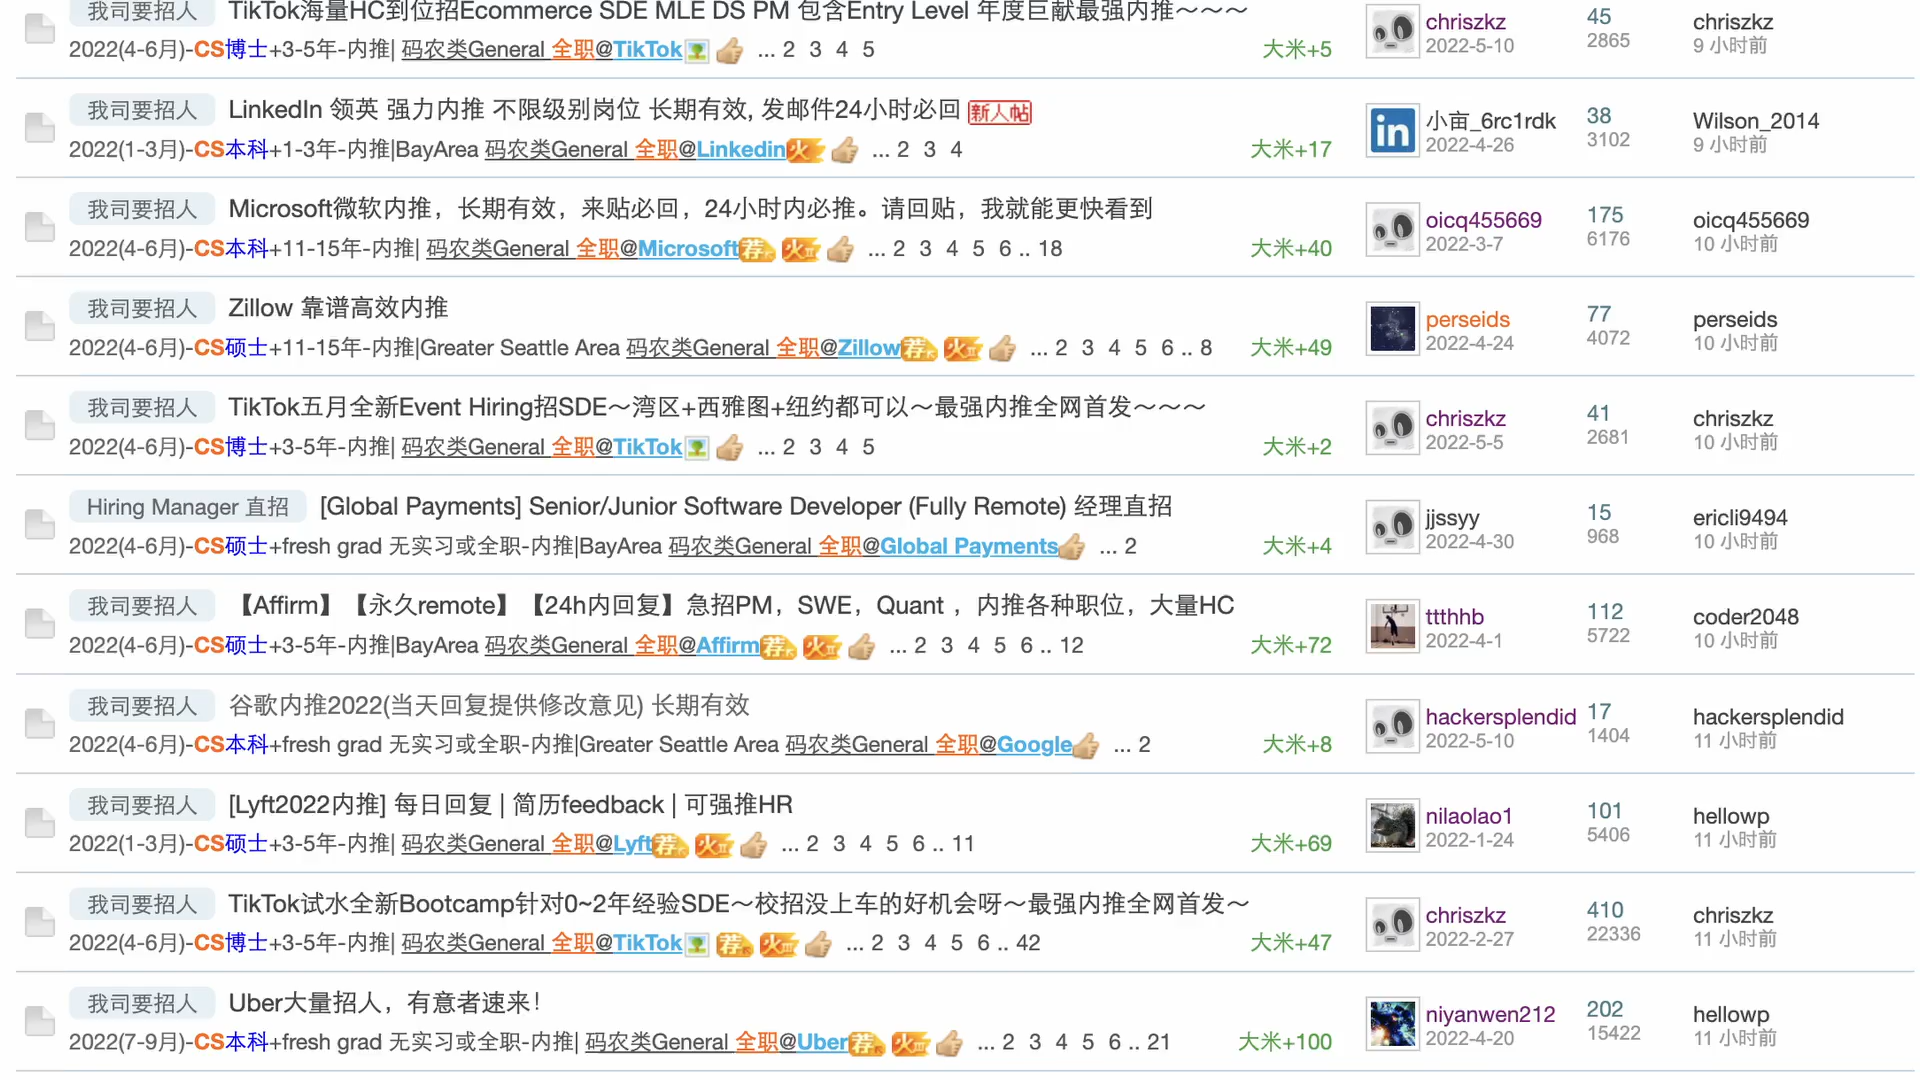 我司要招人 TikTok海量HC到位招Ecommerce SDE MLE DS PM 包含Entry Level 年度巨献最强内推～～～
2022(4-6月)-CS博士+3-5年-内推| 码农类General 全职@TikTok ... 2 3 4 5 大米+5
chriszkz 2022-5-10
45 2865
chriszkz 9 小时前
我司要招人 LinkedIn 领英 强力内推 不限级别岗位 长期有效, 发邮件24小时必回 新人帖
2022(1-3月)-CS本科+1-3年-内推|BayArea 码农类General 全职@Linkedin 火 ... 2 3 4 大米+17
in
小亩_6rc1rdk 2022-4-26
38 3102
Wilson_2014 9 小时前
我司要招人 Microsoft微软内推，长期有效，来贴必回，24小时内必推。请回贴，我就能更快看到
2022(4-6月)-CS本科+11-15年-内推| 码农类General 全职@Microsoft 荐 火 ... 2 3 4 5 6 .. 18 大米+40
oicq455669 2022-3-7
175 6176
oicq455669 10 小时前
我司要招人 Zillow 靠谱高效内推
2022(4-6月)-CS硕士+11-15年-内推|Greater Seattle Area 码农类General 全职@Zillow 荐 火 ... 2 3 4 5 6 .. 8 大米+49
perseids 2022-4-24
77 4072
perseids 10 小时前
我司要招人 TikTok五月全新Event Hiring招SDE～湾区+西雅图+纽约都可以～最强内推全网首发～～～
2022(4-6月)-CS博士+3-5年-内推| 码农类General 全职@TikTok ... 2 3 4 5 大米+2
chriszkz 2022-5-5
41 2681
chriszkz 10 小时前
Hiring Manager 直招 [Global Payments] Senior/Junior Software Developer (Fully Remote) 经理直招
2022(4-6月)-CS硕士+fresh grad 无实习或全职-内推|BayArea 码农类General 全职@Global Payments ... 2 大米+4
jjssyy 2022-4-30
15 968
ericli9494 10 小时前
我司要招人 【Affirm】【永久remote】【24h内回复】急招PM，SWE，Quant ，内推各种职位，大量HC
2022(4-6月)-CS硕士+3-5年-内推|BayArea 码农类General 全职@Affirm 荐 火 ... 2 3 4 5 6 .. 12 大米+72
ttthhb 2022-4-1
112 5722
coder2048 10 小时前
我司要招人 谷歌内推2022(当天回复提供修改意见) 长期有效
2022(4-6月)-CS本科+fresh grad 无实习或全职-内推|Greater Seattle Area 码农类General 全职@Google ... 2 大米+8
hackersplendid 2022-5-10
17 1404
hackersplendid 11 小时前
我司要招人 [Lyft2022内推] 每日回复 | 简历feedback | 可强推HR
2022(1-3月)-CS硕士+3-5年-内推| 码农类General 全职@Lyft 荐 火 ... 2 3 4 5 6 .. 11 大米+69
nilaolao1 2022-1-24
101 5406
hellowp 11 小时前
我司要招人 TikTok试水全新Bootcamp针对0~2年经验SDE～校招没上车的好机会呀～最强内推全网首发～
2022(4-6月)-CS博士+3-5年-内推| 码农类General 全职@TikTok 荐 火 ... 2 3 4 5 6 .. 42 大米+47
chriszkz 2022-2-27
410 22336
chriszkz 11 小时前
我司要招人 Uber大量招人，有意者速来！
2022(7-9月)-CS本科+fresh grad 无实习或全职-内推| 码农类General 全职@Uber 荐 火 ... 2 3 4 5 6 .. 21 大米+100
niyanwen212 2022-4-20
202 15422
hellowp 11 小时前